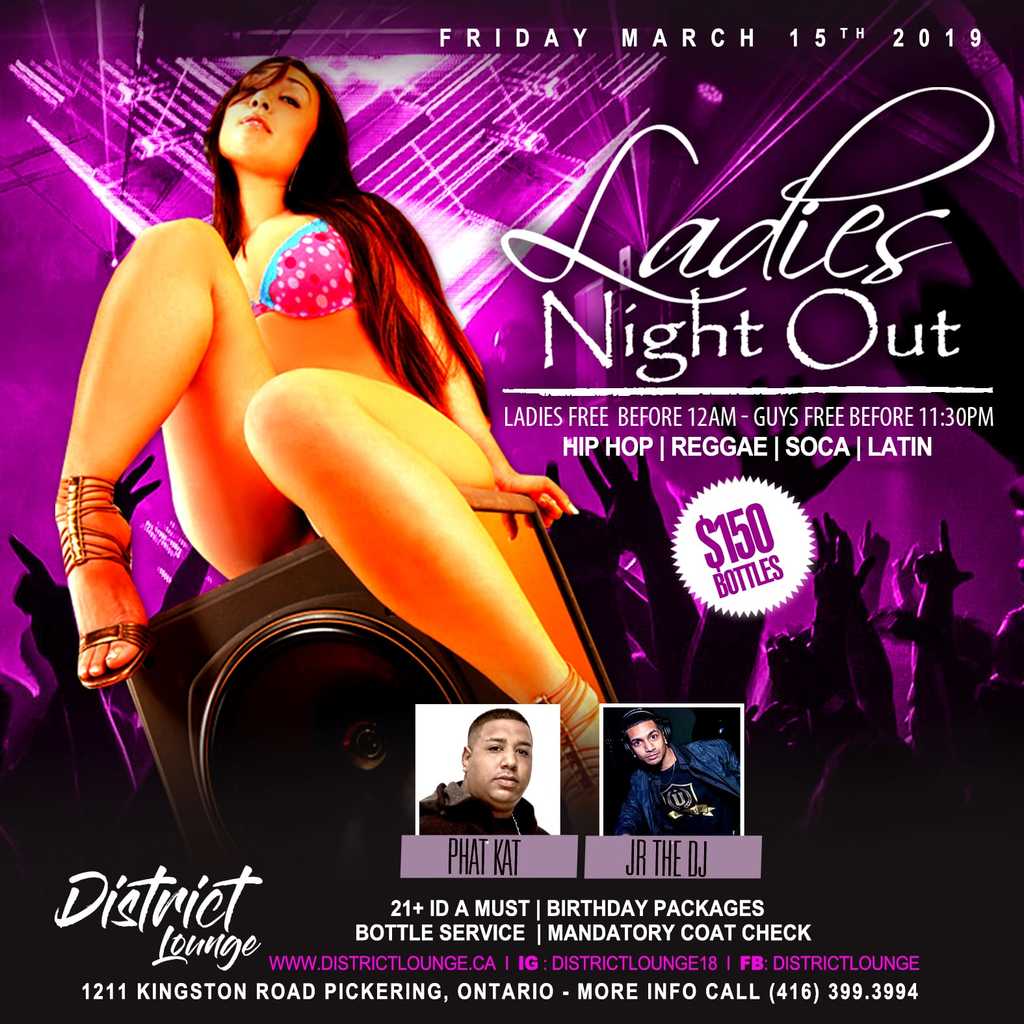 FRIDAY MARCH 15TH 2019
Ladies
Night Out
LADIES FREE BEFORE 12AM - GUYS FREE BEFORE 11:30PM
HIP HOP | REGGAE | SOCA | LATIN
$150
BOTTLES
PHAT KAT
JR THE DJ
District
Lounge
21+ ID A MUST | BIRTHDAY PACKAGES
BOTTLE SERVICE | MANDATORY COAT CHECK
WWW.DISTRICTLOUNGE.CA | IG : DISTRICTLOUNGE18 | FB: DISTRICTLOUNGE
1211 KINGSTON ROAD PICKERING, ONTARIO - MORE INFO CALL (416) 399.3994